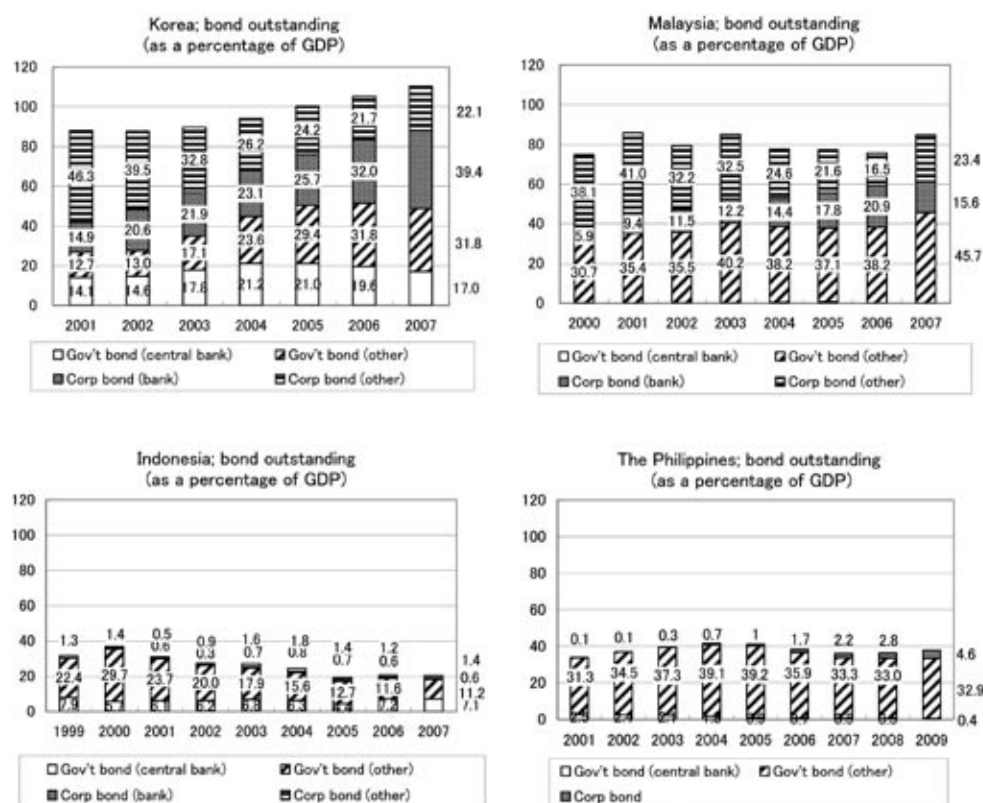 Korea; bond outstanding
(as a percentage of GDP)
120
100
80
60
40
20
0
46.3 39.5 32.8 26.2 24.2 21.7 22.1
14.9 20.6 21.9 23.1 25.7 32.0 39.4
12.7 13.0 17.1 23.6 29.4 31.8 31.8
14.1 14.6 17.8 21.2 21.0 19.6 17.0
2001 2002 2003 2004 2005 2006 2007
Gov't bond (central bank) Gov't bond (other)
Corp bond (bank) Corp bond (other)
Malaysia; bond outstanding
(as a percentage of GDP)
120
100
80
60
40
20
0
38.1 41.0 32.2 32.5 24.6 21.6 16.5 23.4
5.9 9.4 11.5 12.2 14.4 17.8 20.9 15.6
30.7 35.4 35.5 40.2 38.2 37.1 38.2 45.7
2000 2001 2002 2003 2004 2005 2006 2007
Gov't bond (central bank) Gov't bond (other)
Corp bond (bank) Corp bond (other)
Indonesia; bond outstanding
(as a percentage of GDP)
120
100
80
60
40
20
0
1.3 1.4 0.5 0.9 1.6 1.8 1.4 1.2 1.4
0.6 0.3 0.7 0.8 0.7 0.6 0.6
22.4 29.7 23.7 20.0 17.9 15.6 12.7 11.6 11.2
7.9 7.2 7.1
1999 2000 2001 2002 2003 2004 2005 2006 2007
Gov't bond (central bank) Gov't bond (other)
Corp bond (bank) Corp bond (other)
The Philippines; bond outstanding
(as a percentage of GDP)
120
100
80
60
40
20
0
0.1 0.1 0.3 0.7 1 1.7 2.2 2.8 4.6
31.3 34.5 37.3 39.1 39.2 35.9 33.3 33.0 32.9
0.4
2001 2002 2003 2004 2005 2006 2007 2008 2009
Gov't bond (central bank) Gov't bond (other)
Corp bond